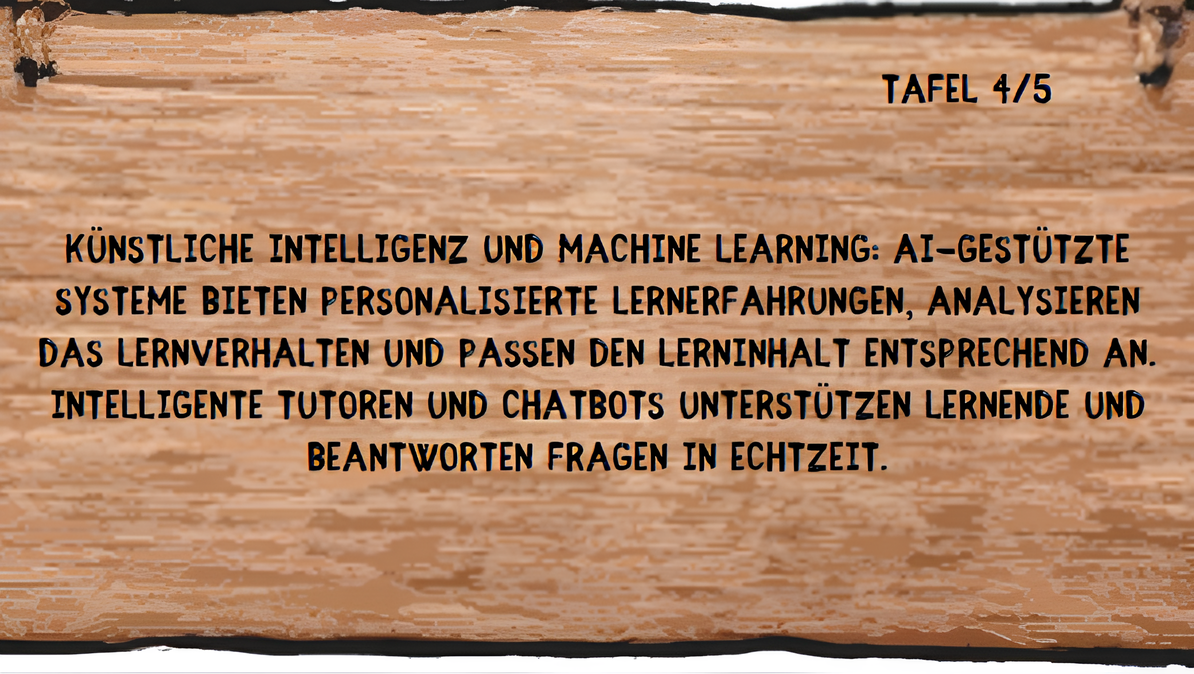 TAFEL 4/5
KÜNSTLICHE INTELLIGENZ UND MACHINE LEARNING: AI-GESTÜTZTE
SYSTEME BIETEN PERSONALISIERTE LERNERFAHRUNGEN, ANALYSIEREN
DAS LERNVERHALTEN UND PASSEN DEN LERNINHALT ENTSPRECHEND AN.
INTELLIGENTE TUTOREN UND CHATBOTS UNTERSTÜTZEN LERNENDE UND
BEANTWORTEN FRAGEN IN ECHTZEIT.